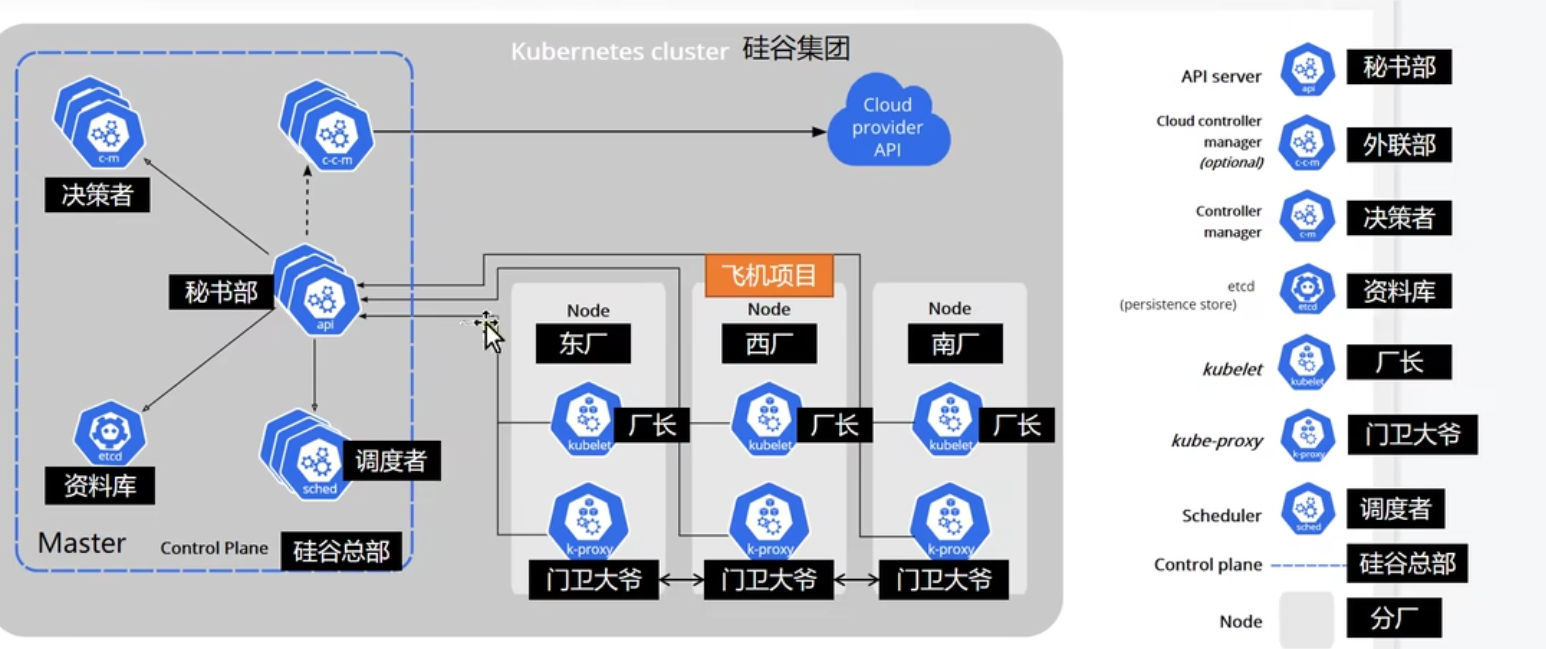 Kubernetes cluster 硅谷集团
c-m
决策者
c-c-m
Cloud
provider
API
秘书部
api
飞机项目
Node
东厂
Node
西厂
Node
南厂
kubelet
厂长
kubelet
厂长
kubelet
厂长
etcd
资料库
sched
调度者
k-proxy
门卫大爷
k-proxy
门卫大爷
k-proxy
门卫大爷
Master
Control Plane
硅谷总部
API server
api
秘书部
Cloud controller
manager
(optional)
c-c-m
外联部
Controller
manager
c-m
决策者
etcd
(persistence store)
etcd
资料库
kubelet
kubelet
厂长
kube-proxy
k-proxy
门卫大爷
Scheduler
sched
调度者
Control plane
硅谷总部
Node
分厂